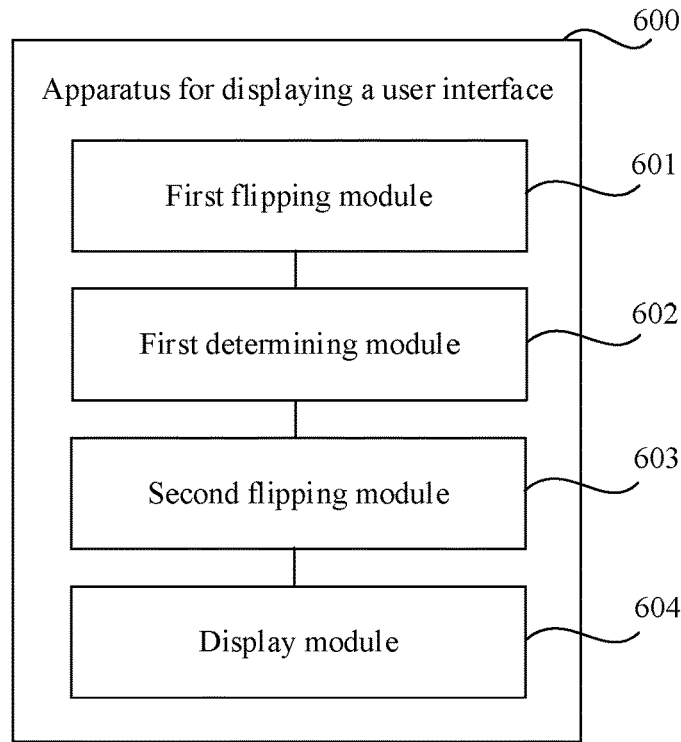 600
Apparatus for displaying a user interface
First flipping module
601
First determining module
602
Second flipping module
603
Display module
604